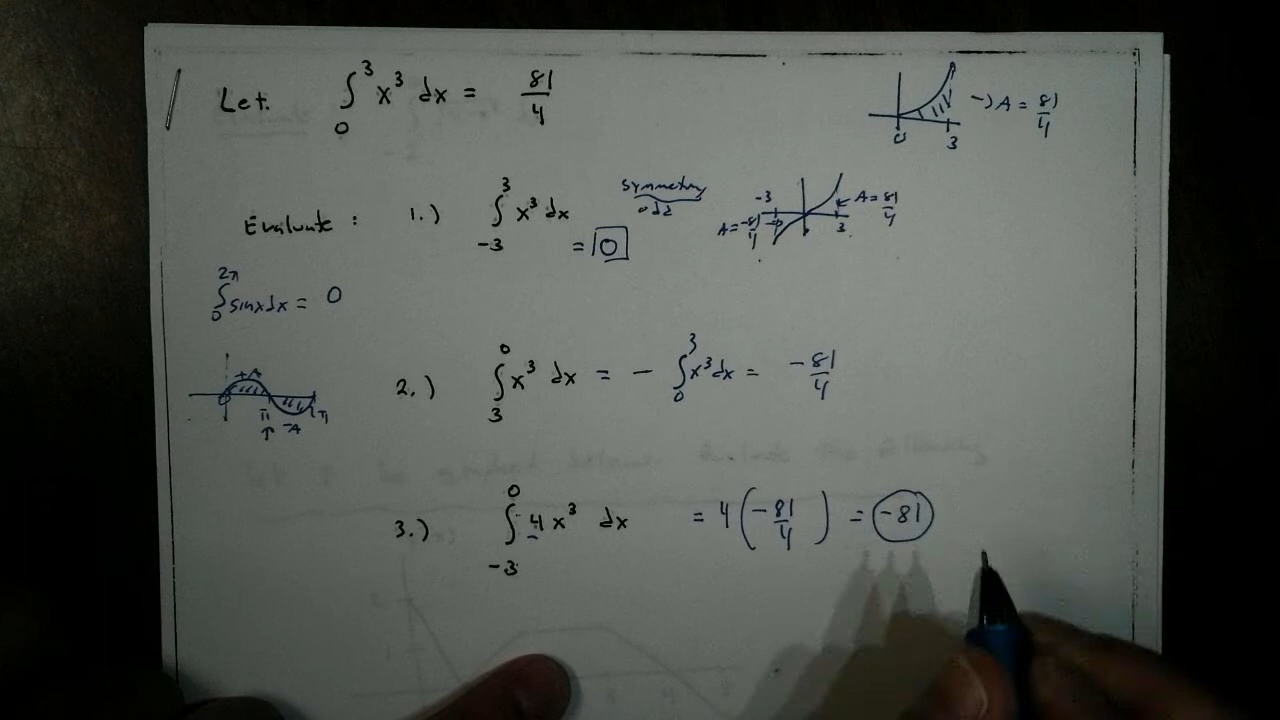 Let. ∫₀³ x³ dx = 81/4
0 3 → A = 81/4
Evaluate : 1.) ∫₋₃³ x³ dx = 0
symmetry
odd
-3 3 A = 81/4
A = -81/4
∫₀^2π sinx dx = 0
+A
0 π π
-A
2.) ∫₃⁰ x³ dx = - ∫₀³ x³ dx = -81/4
3.) ∫₋₃⁰ 4x³ dx = 4(-81/4) = -81